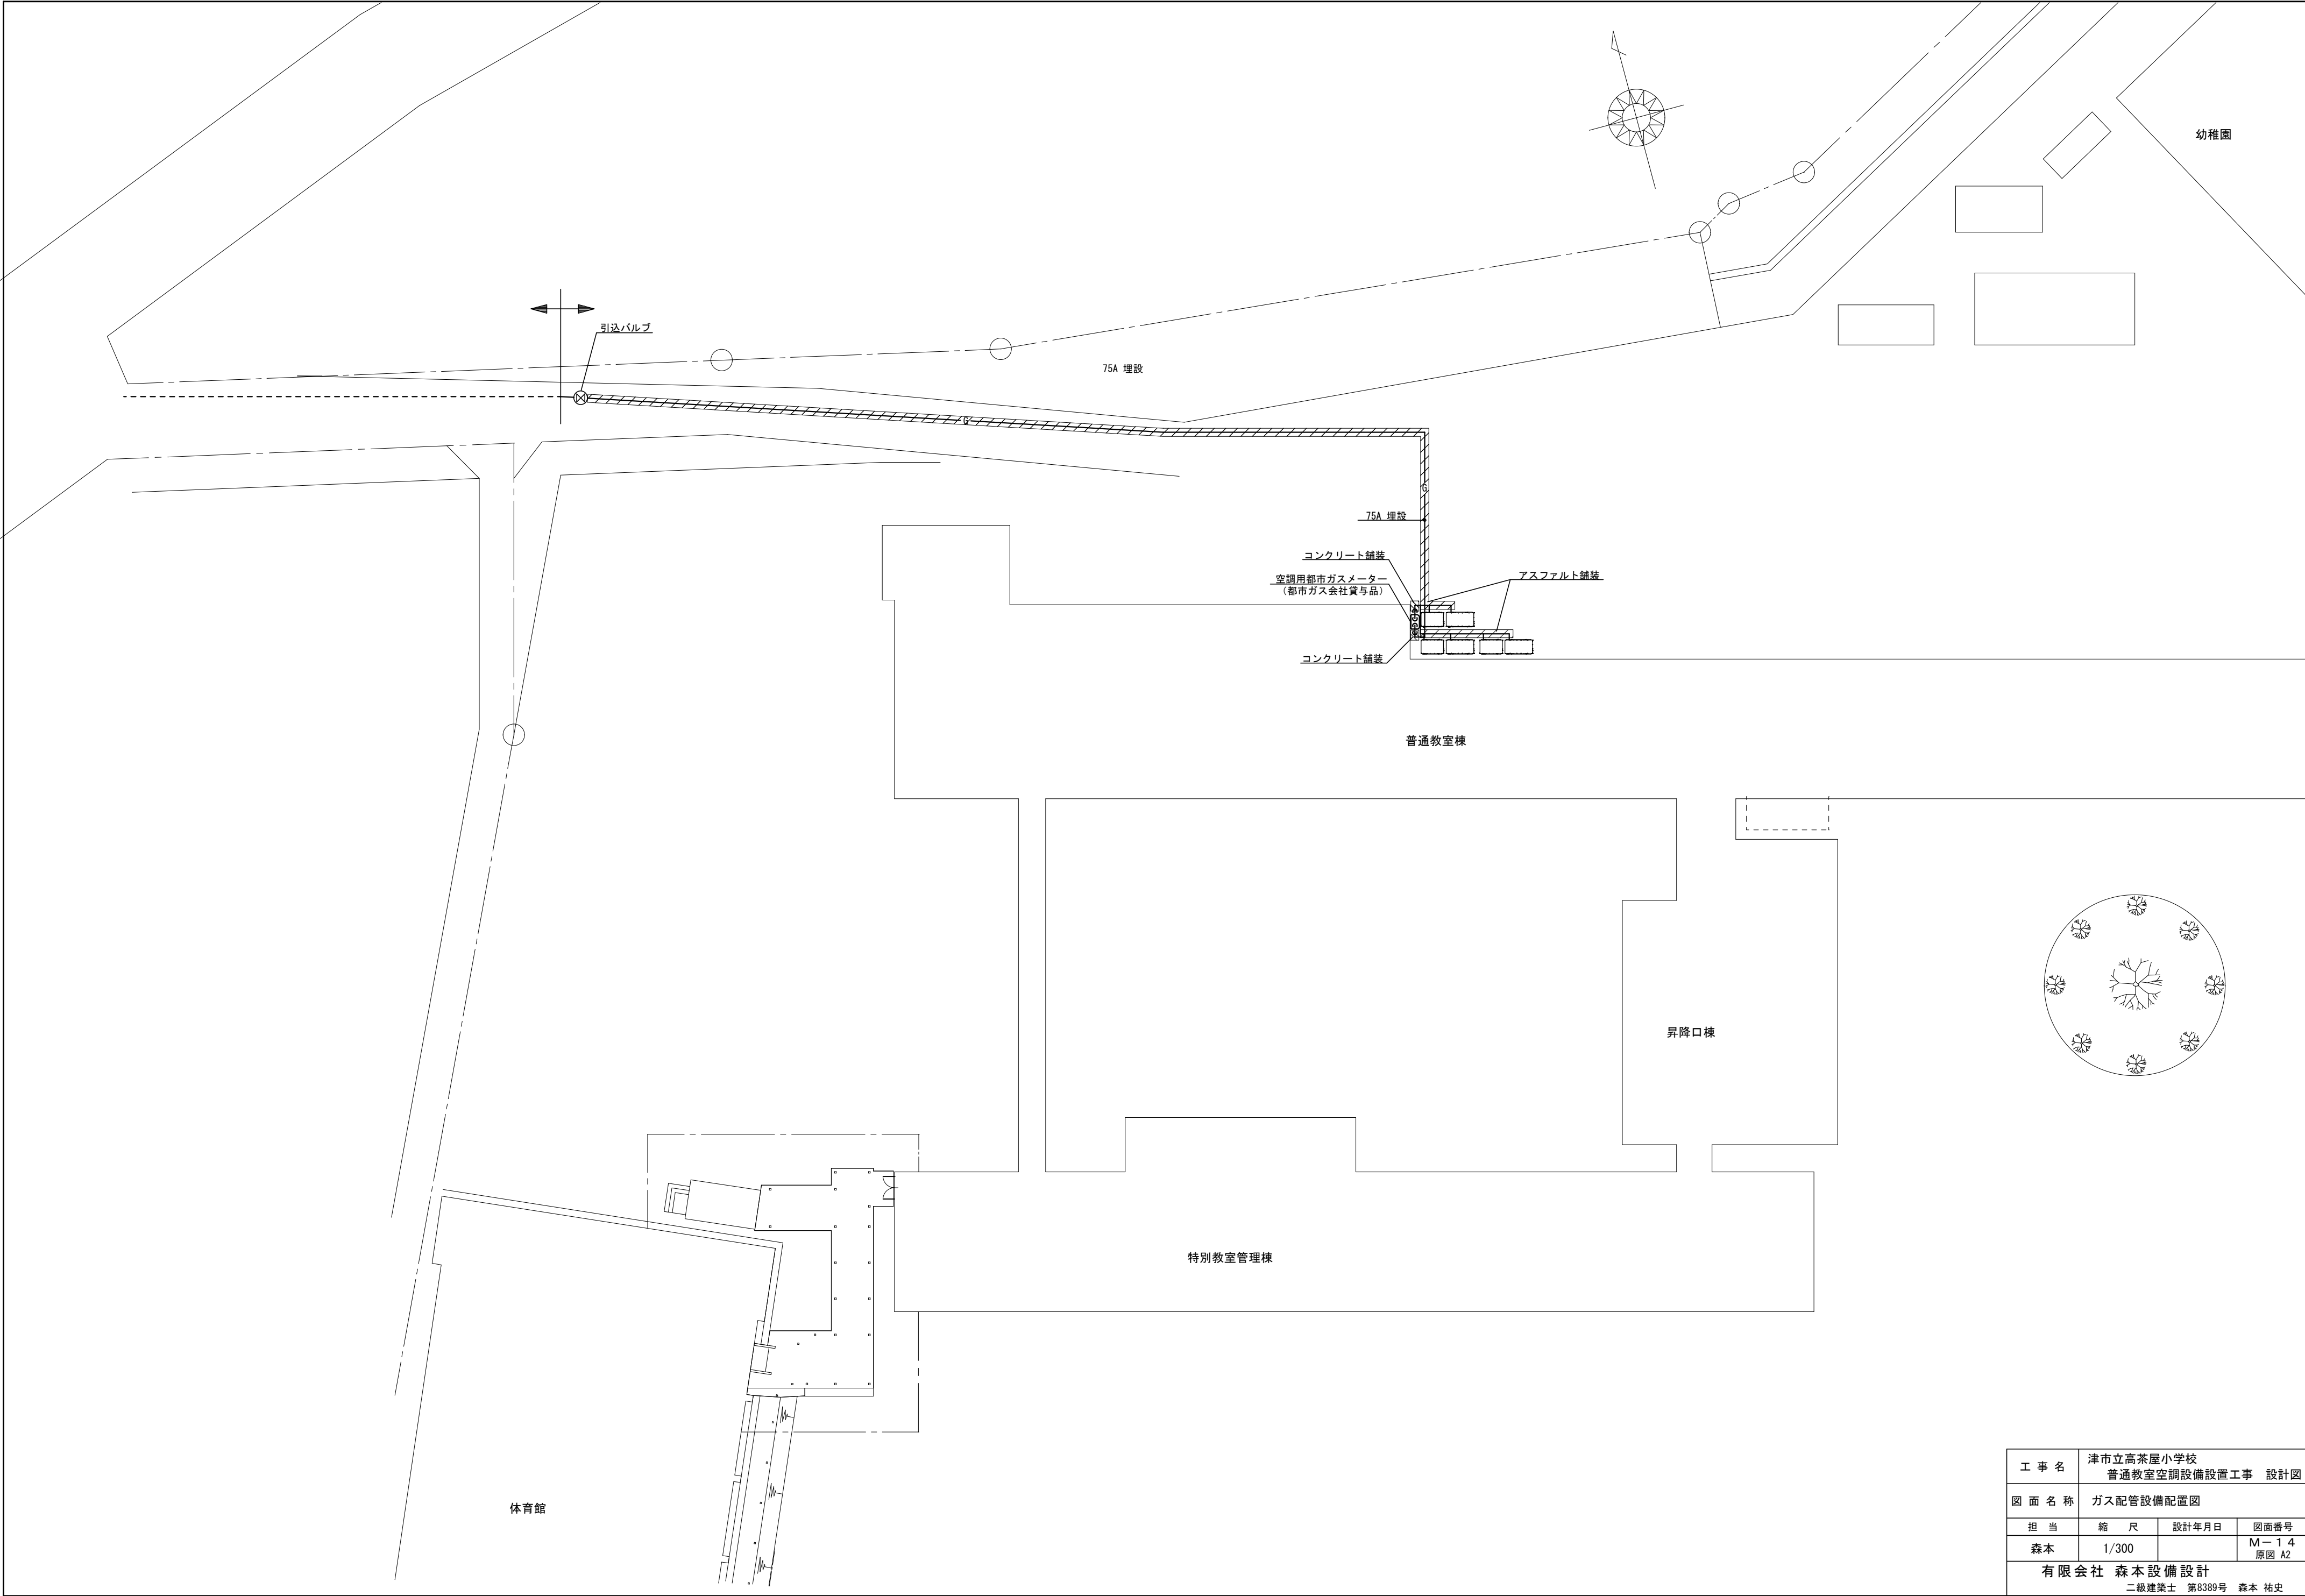 幼稚園
引込バルブ
75A 埋設
G
G
75A 埋設
コンクリート舗装
空調用都市ガスメーター
(都市ガス会社貸与品)
アスファルト舗装
コンクリート舗装
普通教室棟
昇降口棟
特別教室管理棟
体育館
工 事 名
津市立高茶屋小学校
普通教室空調設備設置工事 設計図
図 面 名 称
ガス配管設備配置図
担 当 縮 尺 設計年月日 図面番号
森本 1/300 M-14
原図 A2
有限会社 森本設備設計
二級建築士 第8389号 森本 祐史